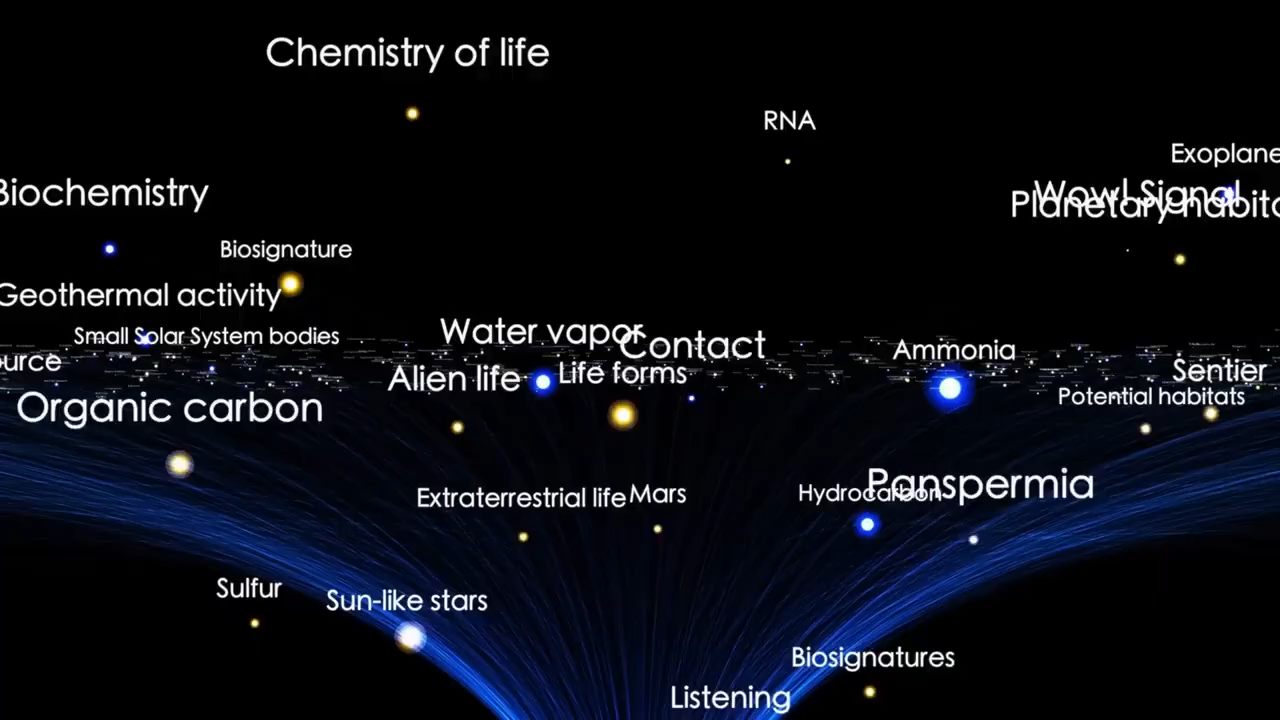 Chemistry of life
RNA
Exoplane
Biochemistry
Wow! Signal
Planetary habita
Biosignature
Geothermal activity
Small Solar System bodies
Water vapor
Contact
Ammonia
ource
Alien life
Life forms
Sentier
Potential habitats
Organic carbon
Extraterrestrial life
Mars
Hydrocarbon
Panspermia
Sulfur
Sun-like stars
Biosignatures
Listening